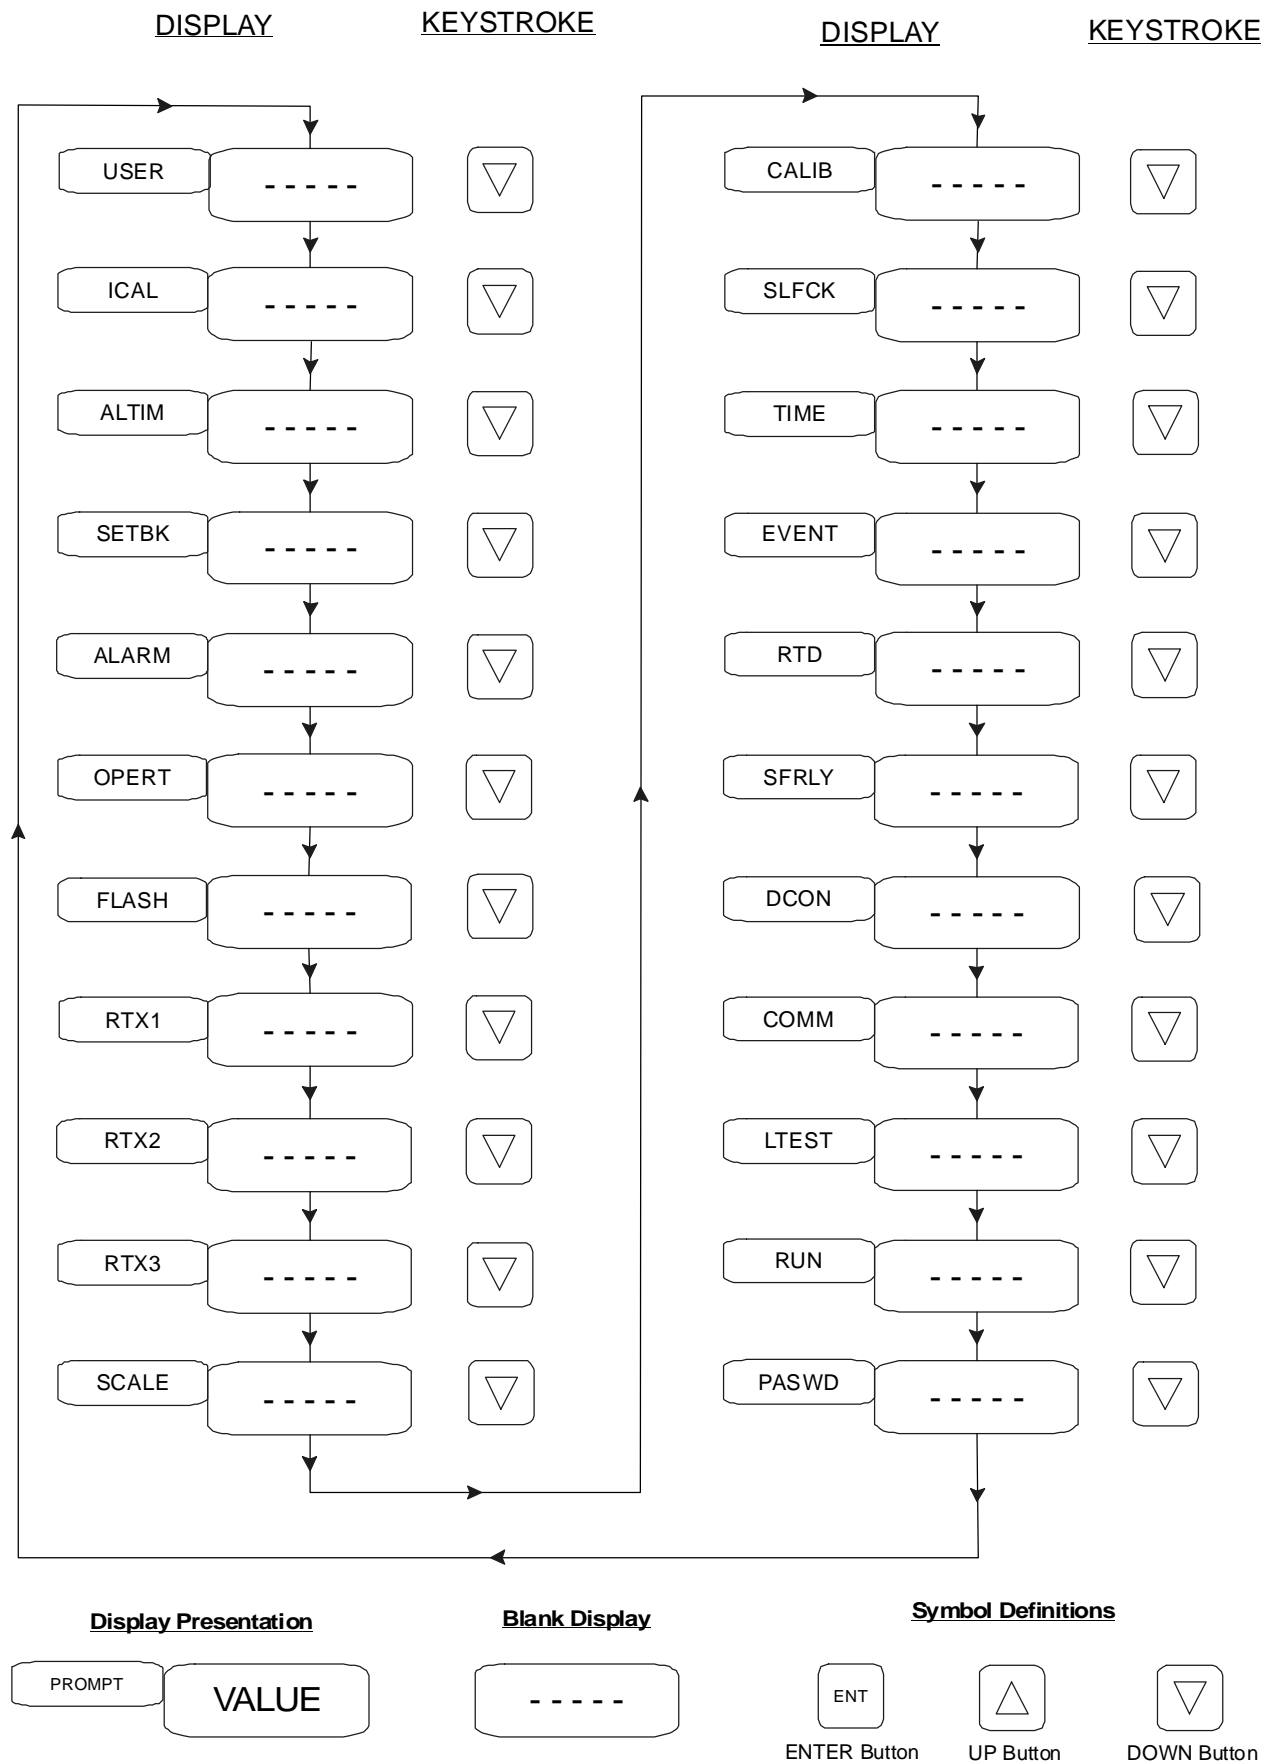 DISPLAY KEYSTROKE
USER - - - - -
ICAL - - - - -
ALTIM - - - - -
SETBK - - - - -
ALARM - - - - -
OPERT - - - - -
FLASH - - - - -
RTX1 - - - - -
RTX2 - - - - -
RTX3 - - - - -
SCALE - - - - -
DISPLAY KEYSTROKE
CALIB - - - - -
SLFCK - - - - -
TIME - - - - -
EVENT - - - - -
RTD - - - - -
SFRLY - - - - -
DCON - - - - -
COMM - - - - -
LTEST - - - - -
RUN - - - - -
PASWD - - - - -
Display Presentation
PROMPT VALUE
Blank Display
- - - - -
Symbol Definitions
ENT
ENTER Button UP Button DOWN Button